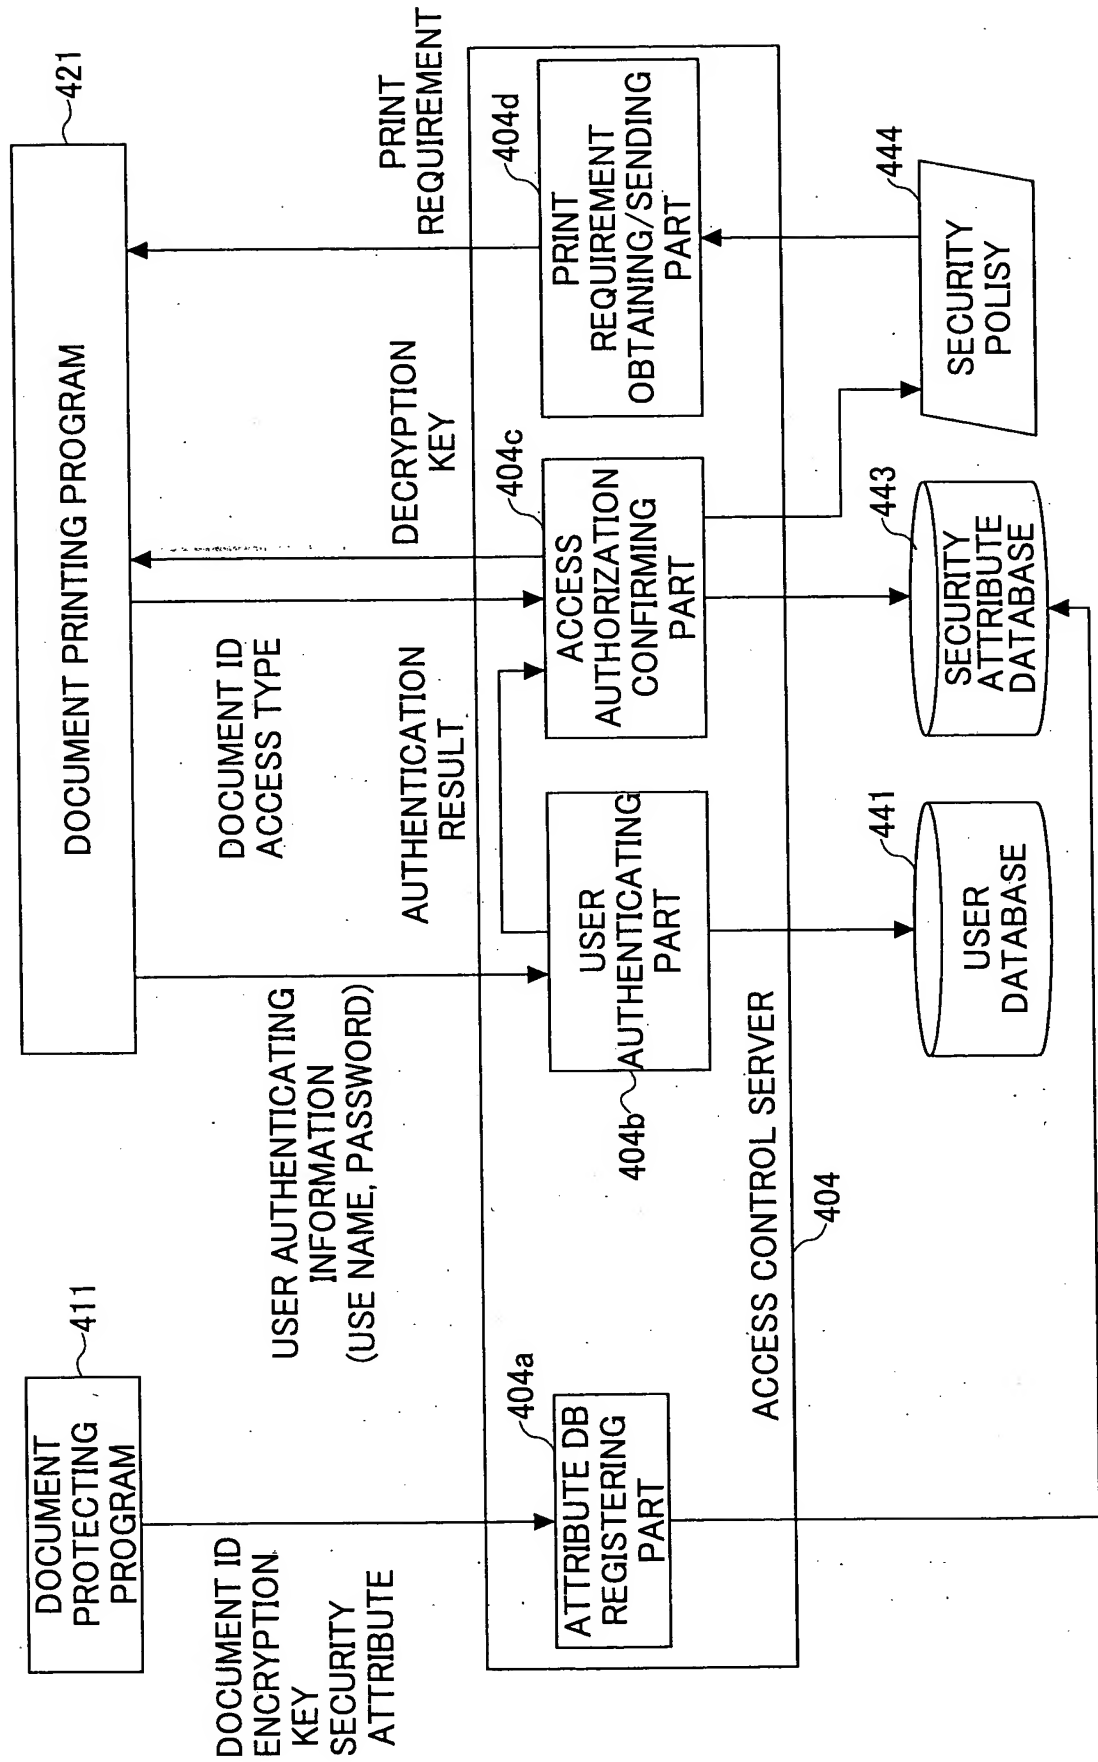 DOCUMENT
PROTECTING
PROGRAM
411
DOCUMENT PRINTING PROGRAM
421
DOCUMENT ID
ENCRYPTION
KEY
SECURITY
ATTRIBUTE
USER AUTHENTICATING
INFORMATION
(USE NAME, PASSWORD)
DOCUMENT ID
ACCESS TYPE
AUTHENTICATION
RESULT
DECRYPTION
KEY
PRINT
REQUIREMENT
404a
ATTRIBUTE DB
REGISTERING
PART
404b
USER
AUTHENTICATING
PART
404c
ACCESS
AUTHORIZATION
CONFIRMING
PART
404d
PRINT
REQUIREMENT
OBTAINING/SENDING
PART
ACCESS CONTROL SERVER
404
441
USER
DATABASE
443
SECURITY
ATTRIBUTE
DATABASE
444
SECURITY
POLISY